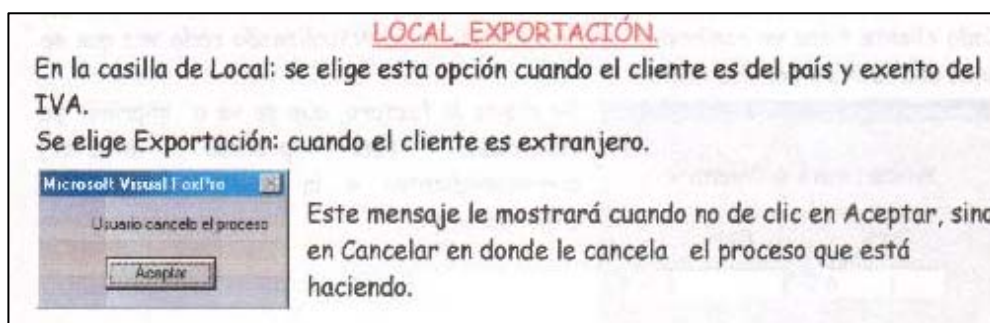 LOCAL_EXPORTACIÓN.
En la casilla de Local: se elige esta opción cuando el cliente es del país y exento del
IVA.
Se elige Exportación: cuando el cliente es extranjero.
Microsoft Visual FoxPro
Usuario cancelo el proceso
Aceptar
Este mensaje le mostrará cuando no de clic en Aceptar, sino
en Cancelar en donde le cancela el proceso que está
haciendo.